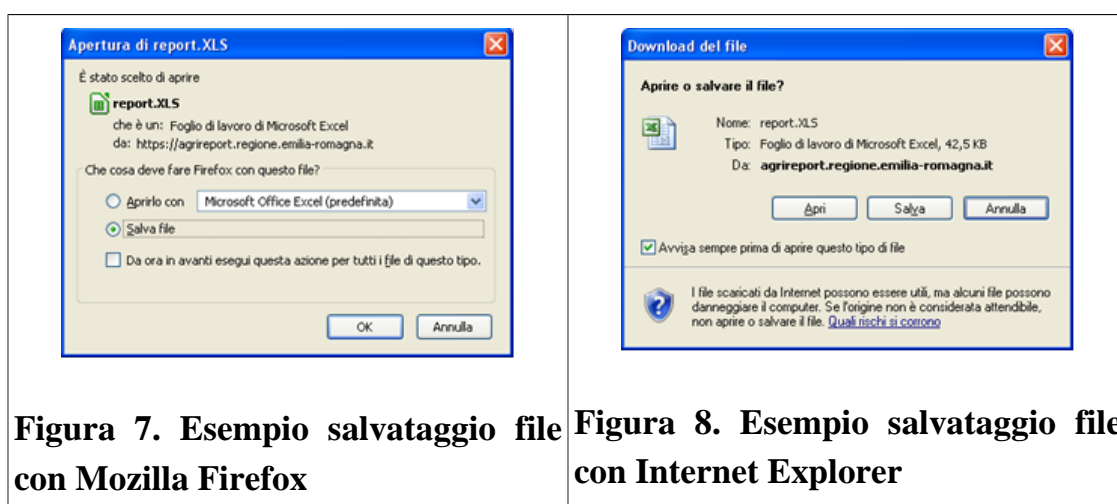 Apertura di report.XLS
È stato scelto di aprire
report.XLS
che è un: Foglio di lavoro di Microsoft Excel
da: https://agrireport.regione.emilia-romagna.it
Che cosa deve fare Firefox con questo file?
Aprirlo con Microsoft Office Excel (predefinita)
Salva file
Da ora in avanti esegui questa azione per tutti i file di questo tipo.
OK Annulla
Figura 7. Esempio salvataggio file
con Mozilla Firefox
Download del file
Aprire o salvare il file?
Nome: report.XLS
Tipo: Foglio di lavoro di Microsoft Excel, 42,5 KB
Da: agrireport.regione.emilia-romagna.it
Apri Salva Annulla
Avvisa sempre prima di aprire questo tipo di file
I file scaricati da Internet possono essere utili, ma alcuni file possono
danneggiare il computer. Se l'origine non è considerata attendibile,
non aprire o salvare il file. Quali rischi si corrono
Figura 8. Esempio salvataggio file
con Internet Explorer